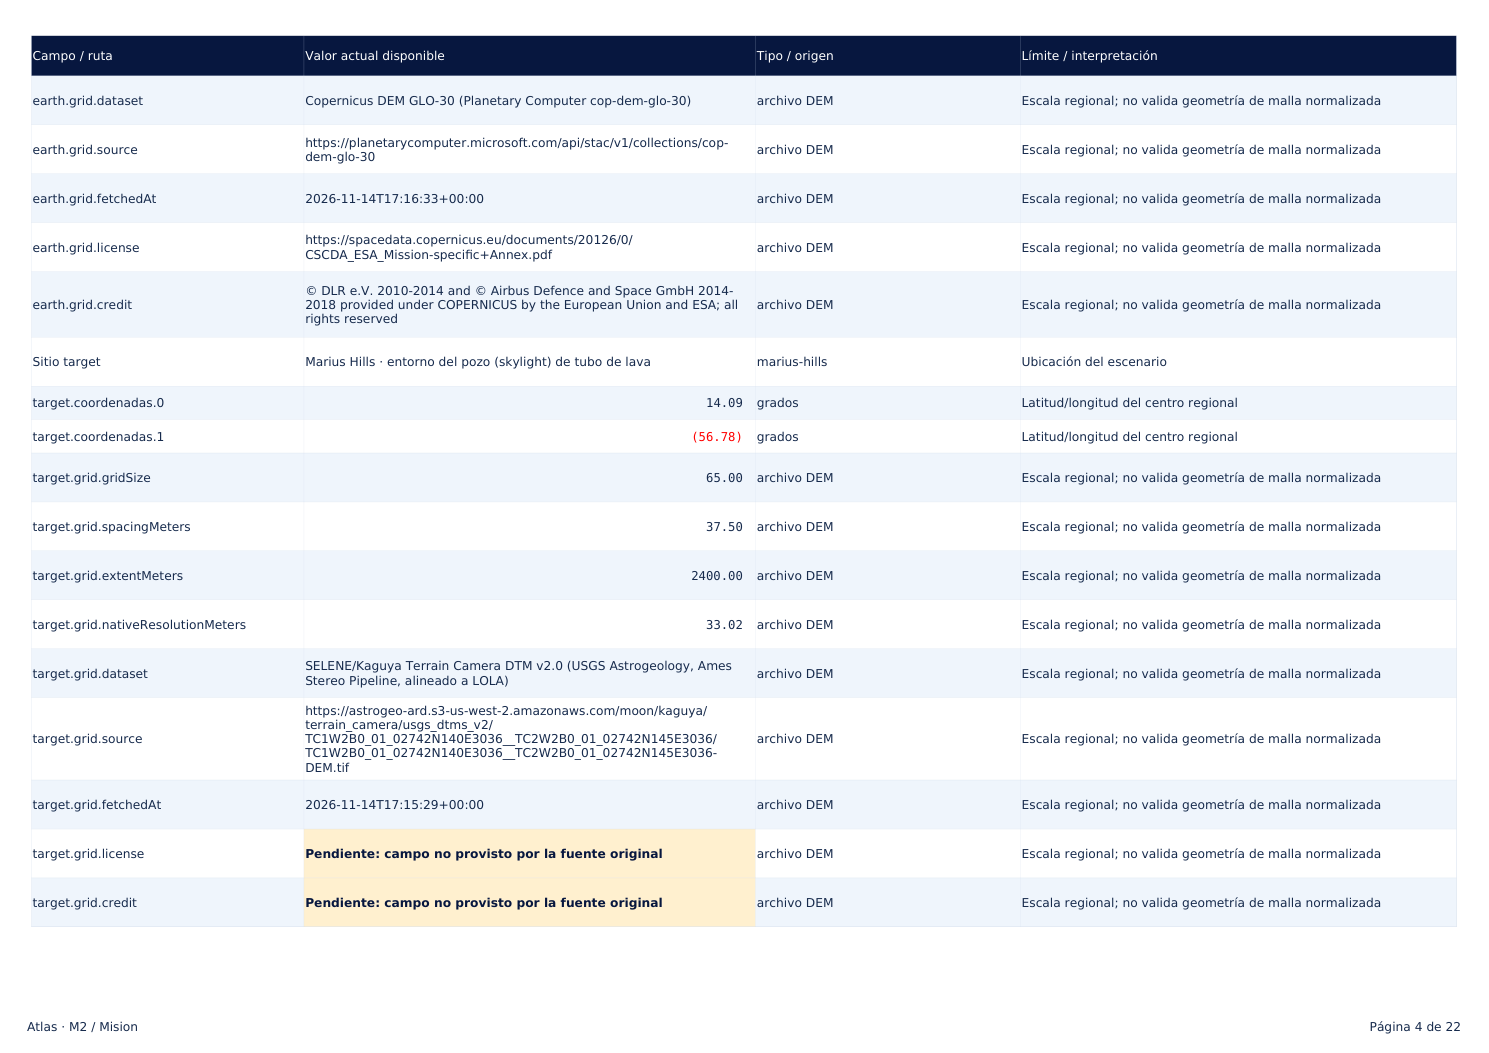 Campo / ruta Valor actual disponible Tipo / origen Límite / interpretación
earth.grid.dataset Copernicus DEM GLO-30 (Planetary Computer cop-dem-glo-30) archivo DEM Escala regional; no valida geometría de malla normalizada
earth.grid.source https://planetarycomputer.microsoft.com/api/stac/v1/collections/cop-
dem-glo-30 archivo DEM Escala regional; no valida geometría de malla normalizada
earth.grid.fetchedAt 2026-11-14T17:16:33+00:00 archivo DEM Escala regional; no valida geometría de malla normalizada
earth.grid.license https://spacedata.copernicus.eu/documents/20126/0/
CSCDA_ESA_Mission-specific+Annex.pdf archivo DEM Escala regional; no valida geometría de malla normalizada
earth.grid.credit © DLR e.V. 2010-2014 and © Airbus Defence and Space GmbH 2014-
2018 provided under COPERNICUS by the European Union and ESA; all
rights reserved archivo DEM Escala regional; no valida geometría de malla normalizada
Sitio target Marius Hills · entorno del pozo (skylight) de tubo de lava marius-hills Ubicación del escenario
target.coordenadas.0 14.09 grados Latitud/longitud del centro regional
target.coordenadas.1 (56.78) grados Latitud/longitud del centro regional
target.grid.gridSize 65.00 archivo DEM Escala regional; no valida geometría de malla normalizada
target.grid.spacingMeters 37.50 archivo DEM Escala regional; no valida geometría de malla normalizada
target.grid.extentMeters 2400.00 archivo DEM Escala regional; no valida geometría de malla normalizada
target.grid.nativeResolutionMeters 33.02 archivo DEM Escala regional; no valida geometría de malla normalizada
target.grid.dataset SELENE/Kaguya Terrain Camera DTM v2.0 (USGS Astrogeology, Ames
Stereo Pipeline, alineado a LOLA) archivo DEM Escala regional; no valida geometría de malla normalizada
target.grid.source https://astrogeo-ard.s3-us-west-2.amazonaws.com/moon/kaguya/
terrain_camera/usgs_dtms_v2/
TC1W2B0_01_02742N140E3036__TC2W2B0_01_02742N145E3036/
TC1W2B0_01_02742N140E3036__TC2W2B0_01_02742N145E3036-
DEM.tif archivo DEM Escala regional; no valida geometría de malla normalizada
target.grid.fetchedAt 2026-11-14T17:15:29+00:00 archivo DEM Escala regional; no valida geometría de malla normalizada
target.grid.license Pendiente: campo no provisto por la fuente original archivo DEM Escala regional; no valida geometría de malla normalizada
target.grid.credit Pendiente: campo no provisto por la fuente original archivo DEM Escala regional; no valida geometría de malla normalizada
Atlas · M2 / Mision Página 4 de 22